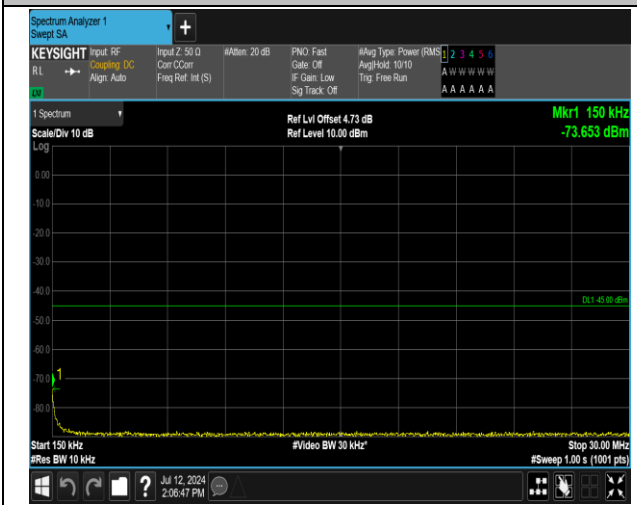 Spectrum Analyzer 1
Swept SA
+
KEYSIGHT Input: RF Input Z: 50 Ω #Atten: 20 dB PNO: Fast #Avg Type: Power (RMS 1 2 3 4 5 6
RL Coupling: DC Corr CCorr Gate: Off Avg|Hold: 10/10 A W W W W W
Align: Auto Freq Ref: Int (S) IF Gain: Low Trig: Free Run
Sig Track: Off A A A A A A
LXI
1 Spectrum Ref Lvl Offset 4.73 dB Mkr1 150 kHz
Scale/Div 10 dB Ref Level 10.00 dBm -73.653 dBm
Log
0.00
-10.0
-20.0
-30.0
-40.0
DL1 -45.00 dBm
-50.0
-60.0
-70.0
1
-80.0
Start 150 kHz #Video BW 30 kHz* Stop 30.00 MHz
#Res BW 10 kHz #Sweep 1.00 s (1001 pts)
? Jul 12, 2024
2:06:47 PM